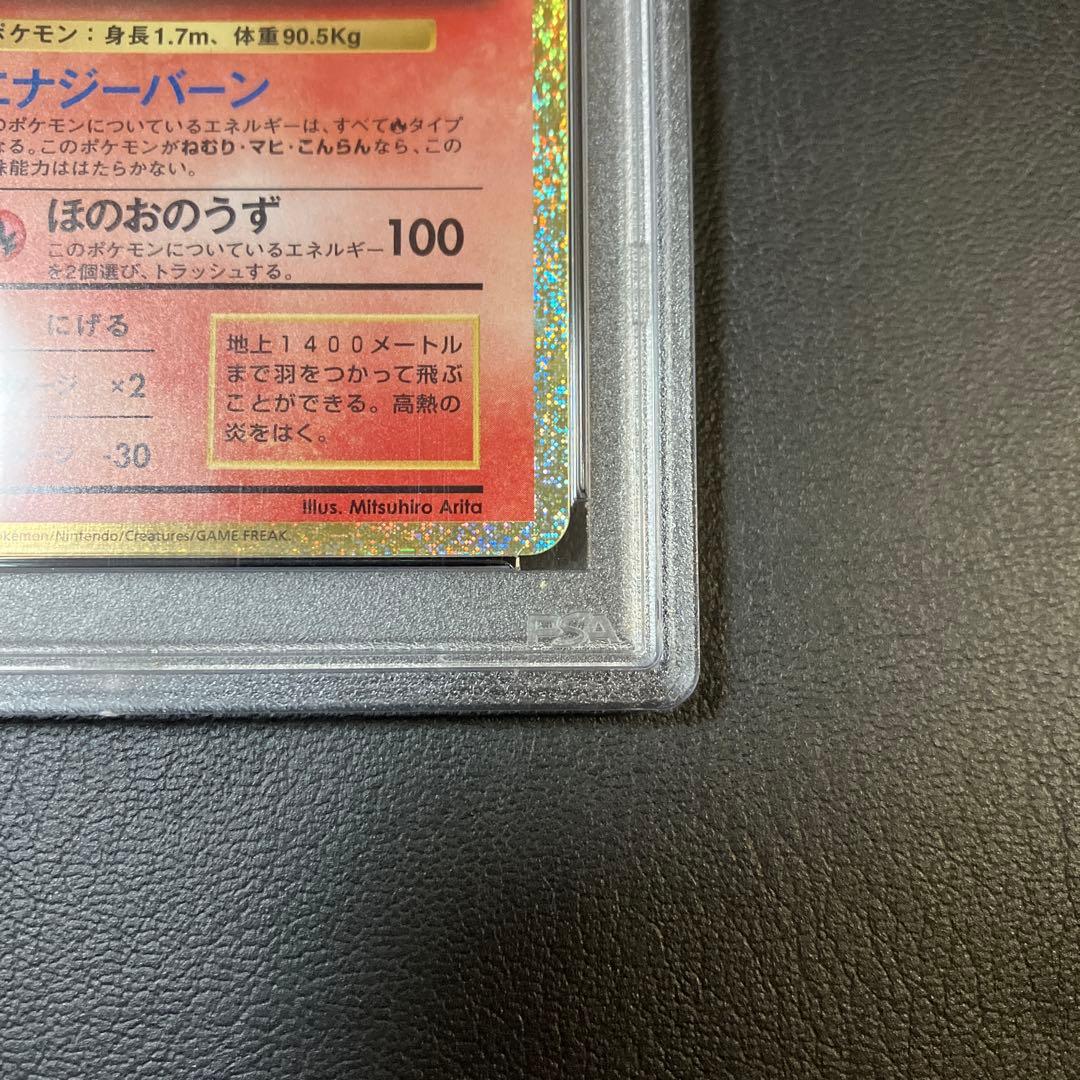 ポケモン：身長1.7m、体重90.5Kg
エナジーバーン
のポケモンについているエネルギーは、すべて🔥タイプ
なる。このポケモンがねむり・マヒ・こんらんなら、この
殊能力ははたらかない。
ほのおのうず 100
このポケモンについているエネルギー
を2個選び、トラッシュする。
にげる
×2
-30
地上1400メートル
まで羽をつかって飛ぶ
ことができる。高熱の
炎をはく。
Illus. Mitsuhiro Arita
okémon/Nintendo/Creatures/GAME FREAK.
PSA